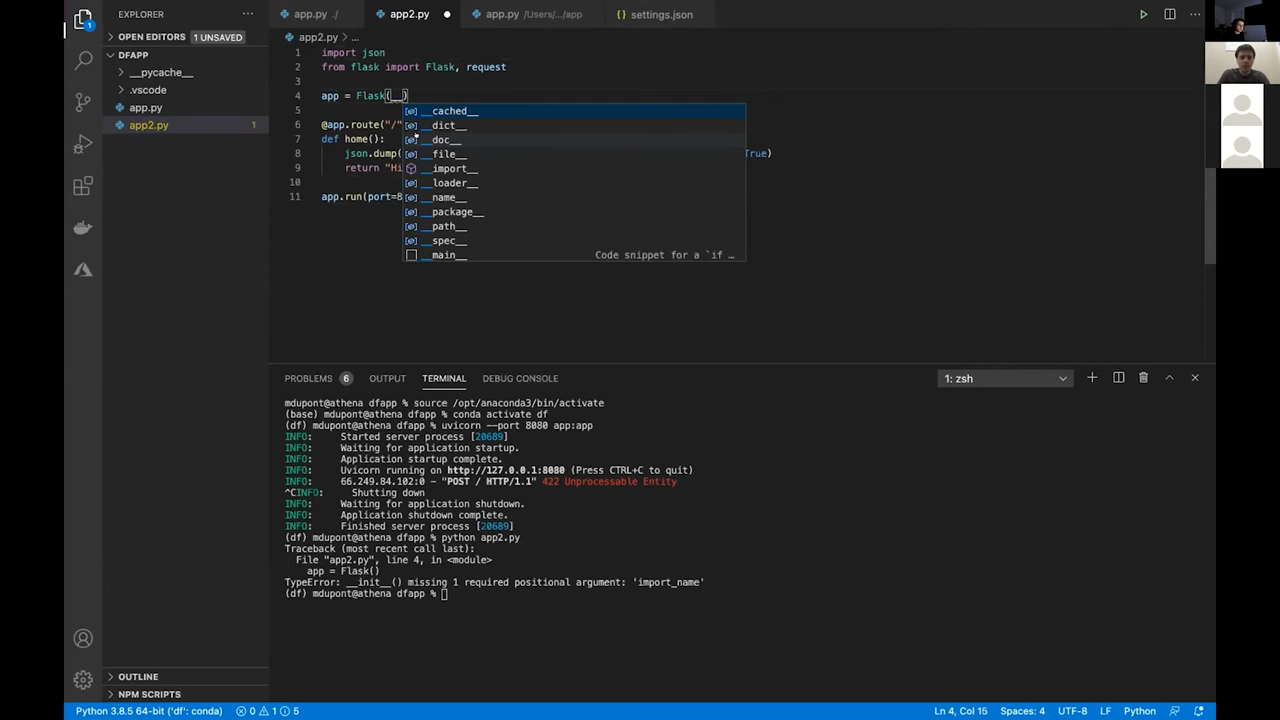 EXPLORER
OPEN EDITORS 1 UNSAVED
DFAPP
__pycache__
.vscode
app.py
app2.py 1
OUTLINE
NPM SCRIPTS
1
app.py ./
app2.py
app.py /Users/.../app
settings.json
app2.py > ...
1 import json
2 from flask import Flask, request
3
4 app = Flask(__)
5
6 @app.route("/"
7 def home():
8 json.dump( True)
9 return "Hi
10
11 app.run(port=8
__cached__
__dict__
__doc__
__file__
__import__
__loader__
__name__
__package__
__path__
__spec__
__main__ Code snippet for a `if …
PROBLEMS 6 OUTPUT TERMINAL DEBUG CONSOLE 1: zsh
mdupont@athena dfapp % source /opt/anaconda3/bin/activate
(base) mdupont@athena dfapp % conda activate df
(df) mdupont@athena dfapp % uvicorn --port 8080 app:app
INFO: Started server process [20689]
INFO: Waiting for application startup.
INFO: Application startup complete.
INFO: Uvicorn running on http://127.0.0.1:8080 (Press CTRL+C to quit)
INFO: 66.249.84.102:0 - "POST / HTTP/1.1" 422 Unprocessable Entity
^CINFO: Shutting down
INFO: Waiting for application shutdown.
INFO: Application shutdown complete.
INFO: Finished server process [20689]
(df) mdupont@athena dfapp % python app2.py
Traceback (most recent call last):
File "app2.py", line 4, in <module>
app = Flask()
TypeError: __init__() missing 1 required positional argument: 'import_name'
(df) mdupont@athena dfapp %
Python 3.8.5 64-bit ('df': conda) 0 1 5 Ln 4, Col 15 Spaces: 4 UTF-8 LF Python